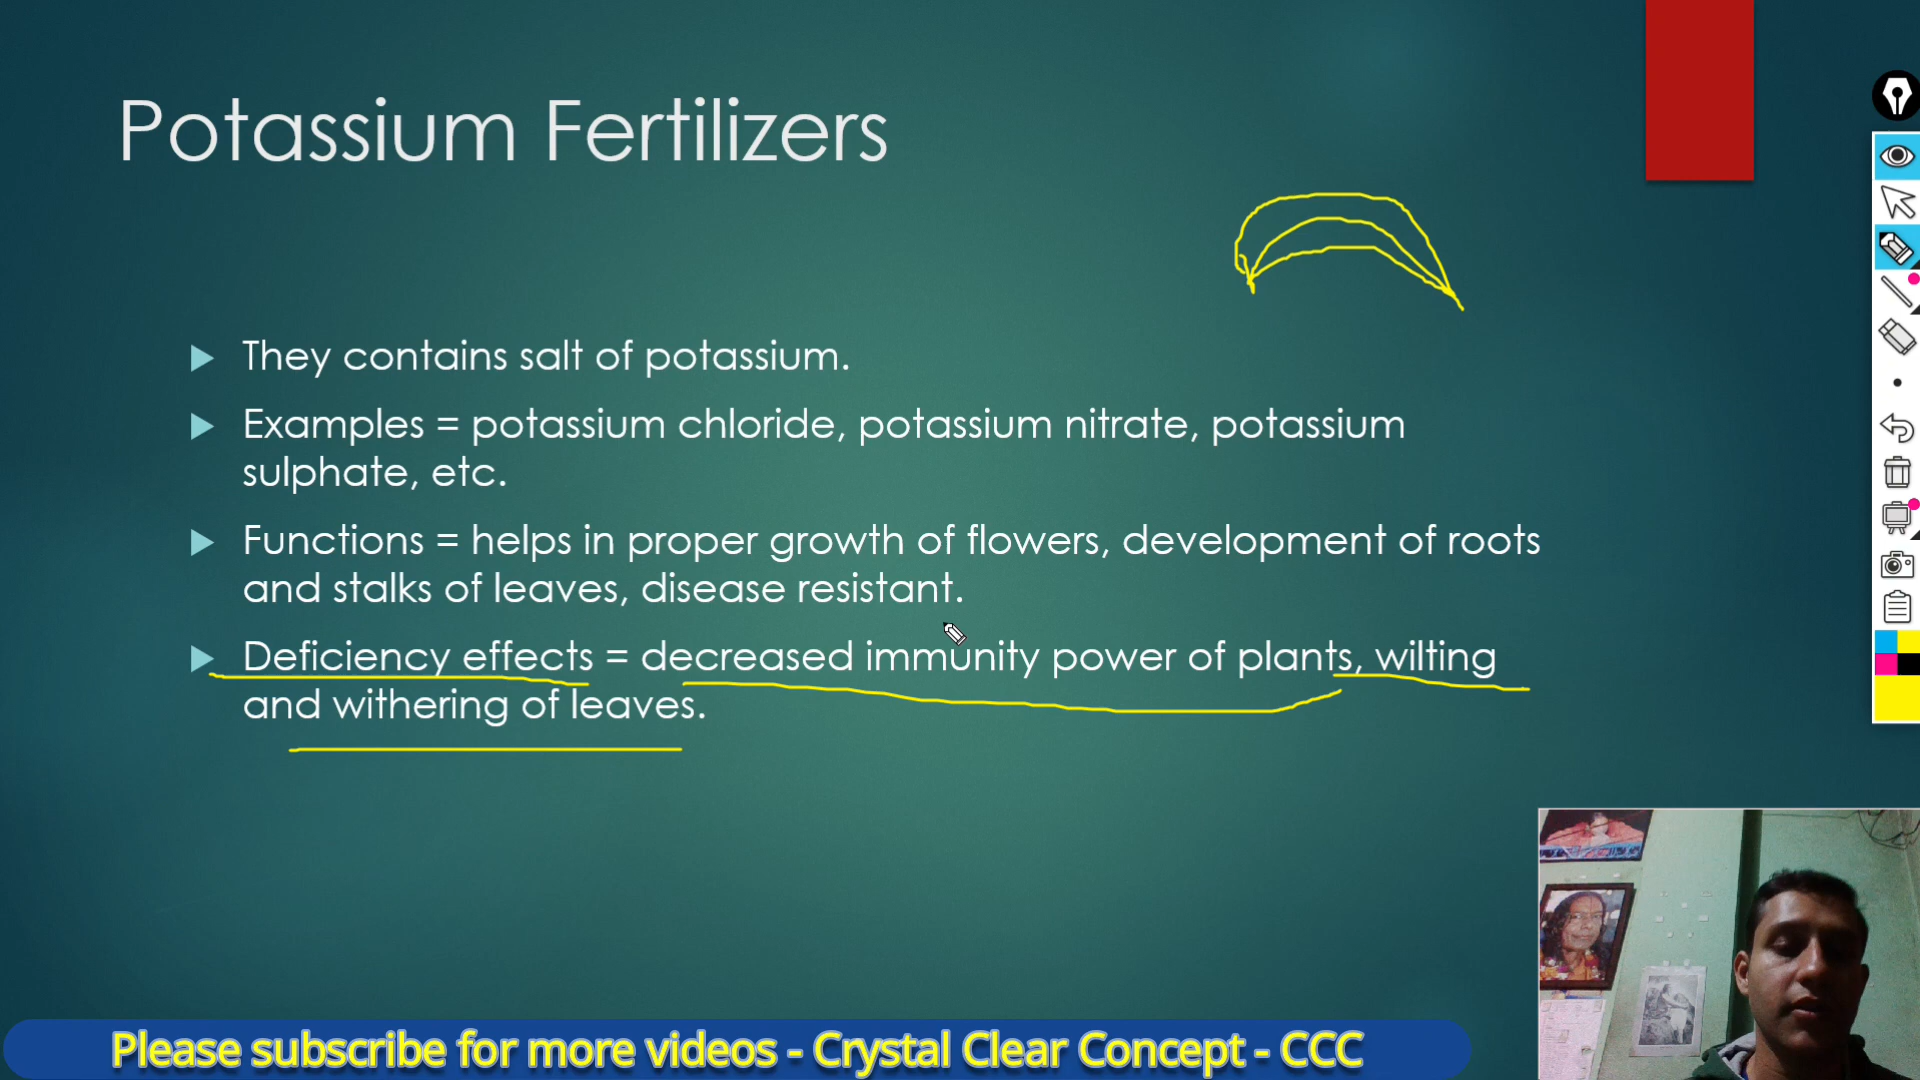 Potassium Fertilizers
They contains salt of potassium.
Examples = potassium chloride, potassium nitrate, potassium
sulphate, etc.
Functions = helps in proper growth of flowers, development of roots
and stalks of leaves, disease resistant.
Deficiency effects = decreased immunity power of plants, wilting
and withering of leaves.
Please subscribe for more videos - Crystal Clear Concept - CCC